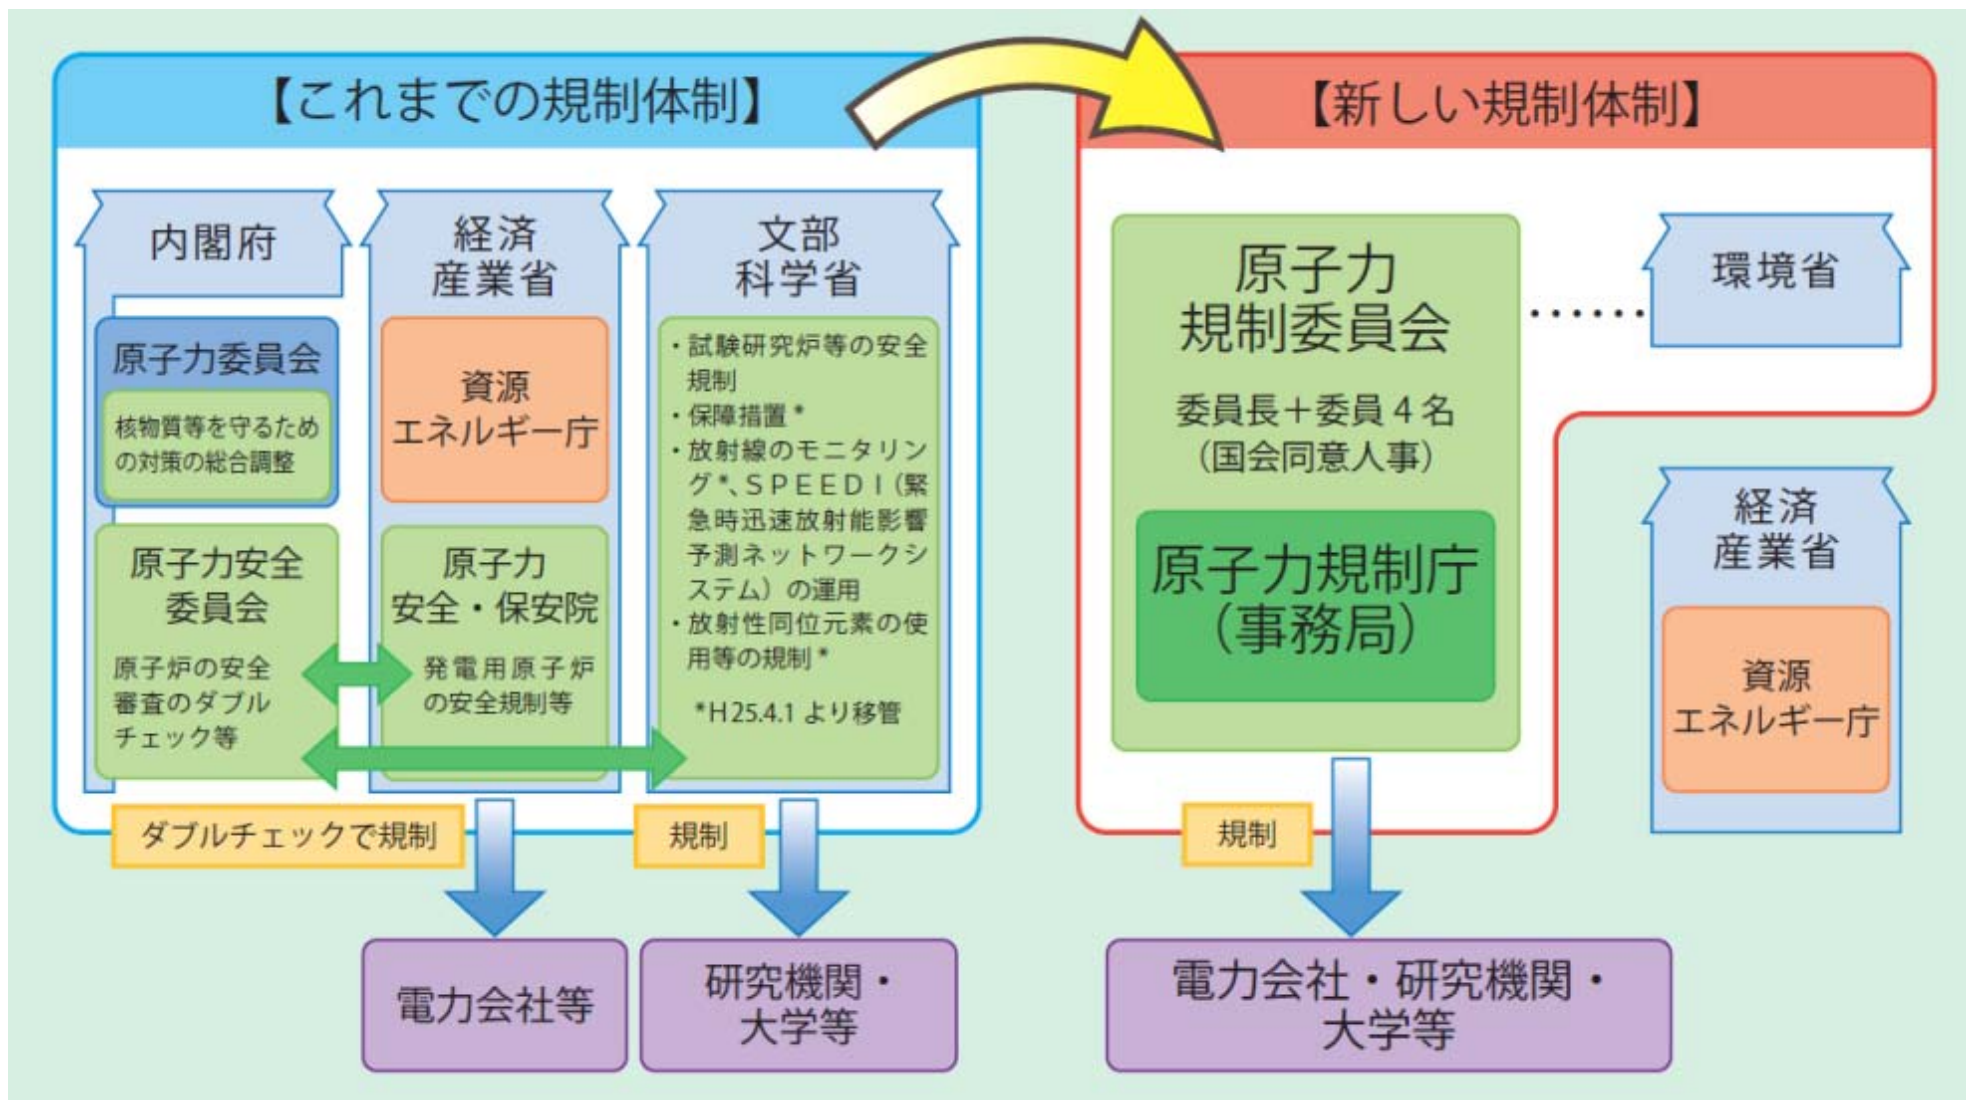 【これまでの規制体制】
内閣府
原子力委員会
核物質等を守るため
の対策の総合調整
原子力安全
委員会
原子炉の安全
審査のダブル
チェック等
経済
産業省
資源
エネルギー庁
原子力
安全・保安院
発電用原子炉
の安全規制等
文部
科学省
・試験研究炉等の安全
規制
・保障措置*
・放射線のモニタリン
グ*、ＳＰＥＥＤＩ（緊
急時迅速放射能影響
予測ネットワークシ
ステム）の運用
・放射性同位元素の使
用等の規制*
*H25.4.1 より移管
ダブルチェックで規制
規制
電力会社等
研究機関・
大学等
【新しい規制体制】
原子力
規制委員会
委員長＋委員４名
（国会同意人事）
原子力規制庁
（事務局）
……
環境省
経済
産業省
資源
エネルギー庁
規制
電力会社・研究機関・
大学等